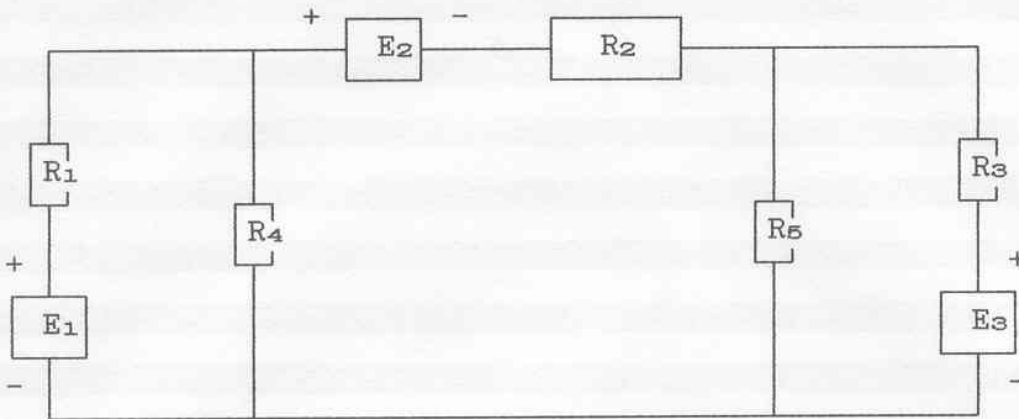 + -
E2 R2
R1 R3
R4 R5
+ +
E1 E3
- -